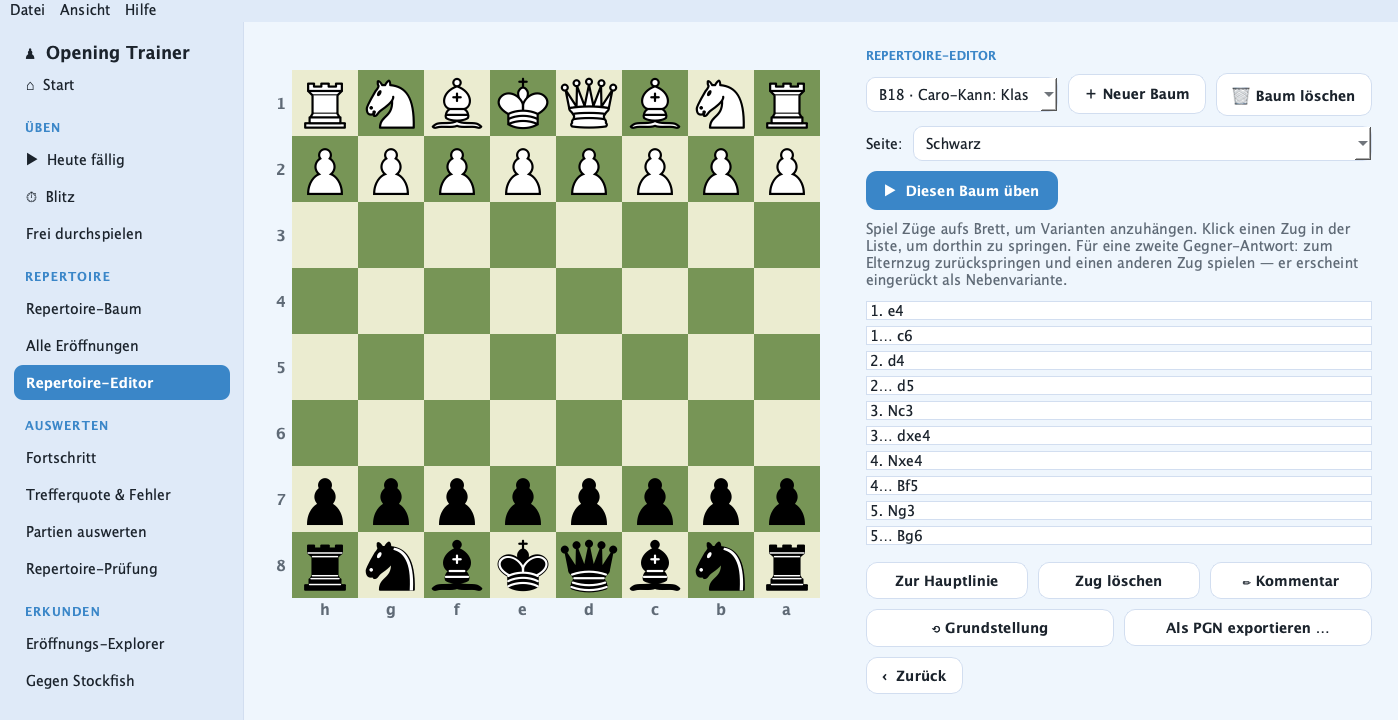 Datei Ansicht Hilfe
♟ Opening Trainer
⌂ Start
ÜBEN
▶ Heute fällig
⏱ Blitz
Frei durchspielen
REPERTOIRE
Repertoire-Baum
Alle Eröffnungen
Repertoire-Editor
AUSWERTEN
Fortschritt
Trefferquote & Fehler
Partien auswerten
Repertoire-Prüfung
ERKUNDEN
Eröffnungs-Explorer
Gegen Stockfish
1
2
3
4
5
6
7
8
h g f e d c b a
REPERTOIRE-EDITOR
B18 · Caro-Kann: Klas
+ Neuer Baum
🗑 Baum löschen
Seite: Schwarz
▶ Diesen Baum üben
Spiel Züge aufs Brett, um Varianten anzuhängen. Klick einen Zug in der
Liste, um dorthin zu springen. Für eine zweite Gegner-Antwort: zum
Elternzug zurückspringen und einen anderen Zug spielen — er erscheint
eingerückt als Nebenvariante.
1. e4
1… c6
2. d4
2… d5
3. Nc3
3… dxe4
4. Nxe4
4… Bf5
5. Ng3
5… Bg6
Zur Hauptlinie
Zug löschen
✏ Kommentar
⟲ Grundstellung
Als PGN exportieren …
‹ Zurück